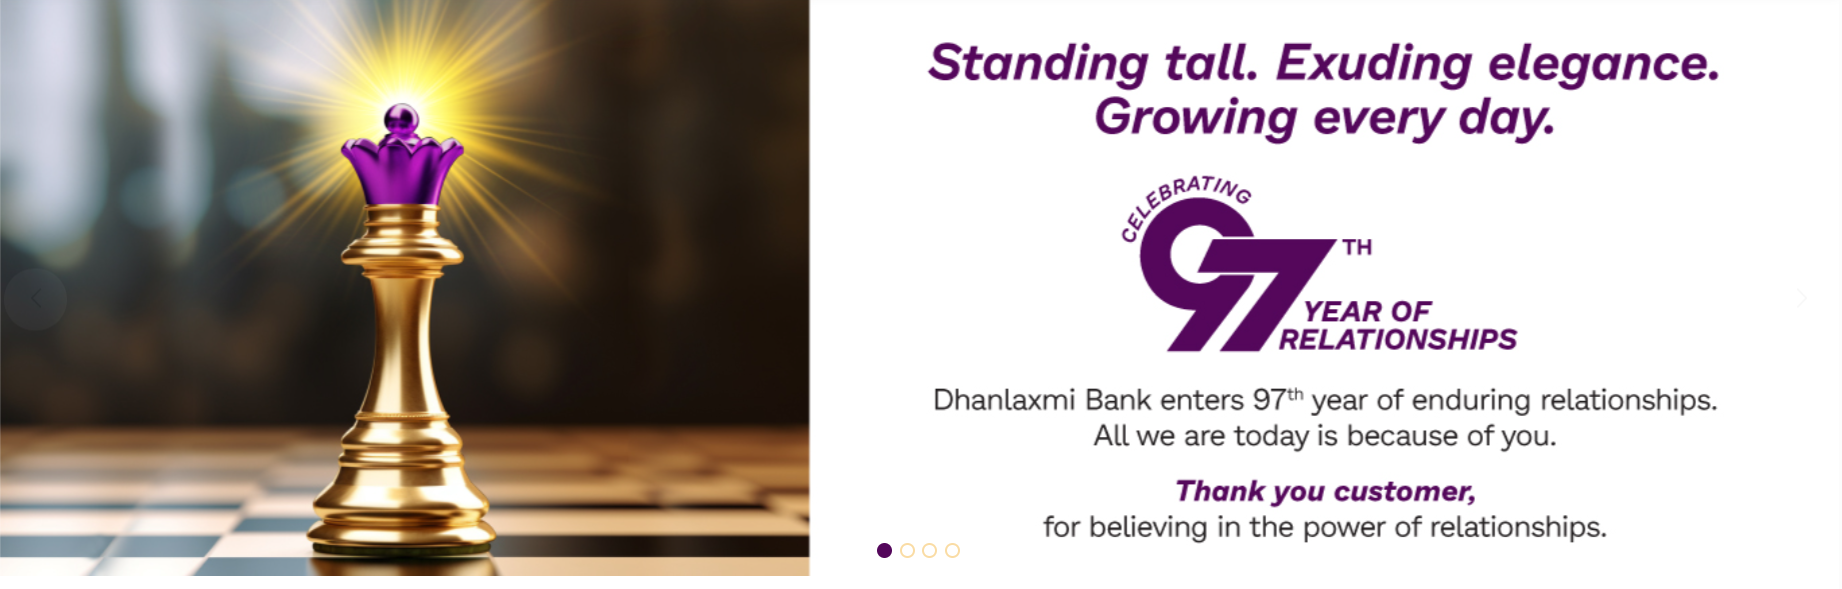 Standing tall. Exuding elegance.
Growing every day.
CELEBRATING
97TH
YEAR OF
RELATIONSHIPS
Dhanlaxmi Bank enters 97th year of enduring relationships.
All we are today is because of you.
Thank you customer,
for believing in the power of relationships.